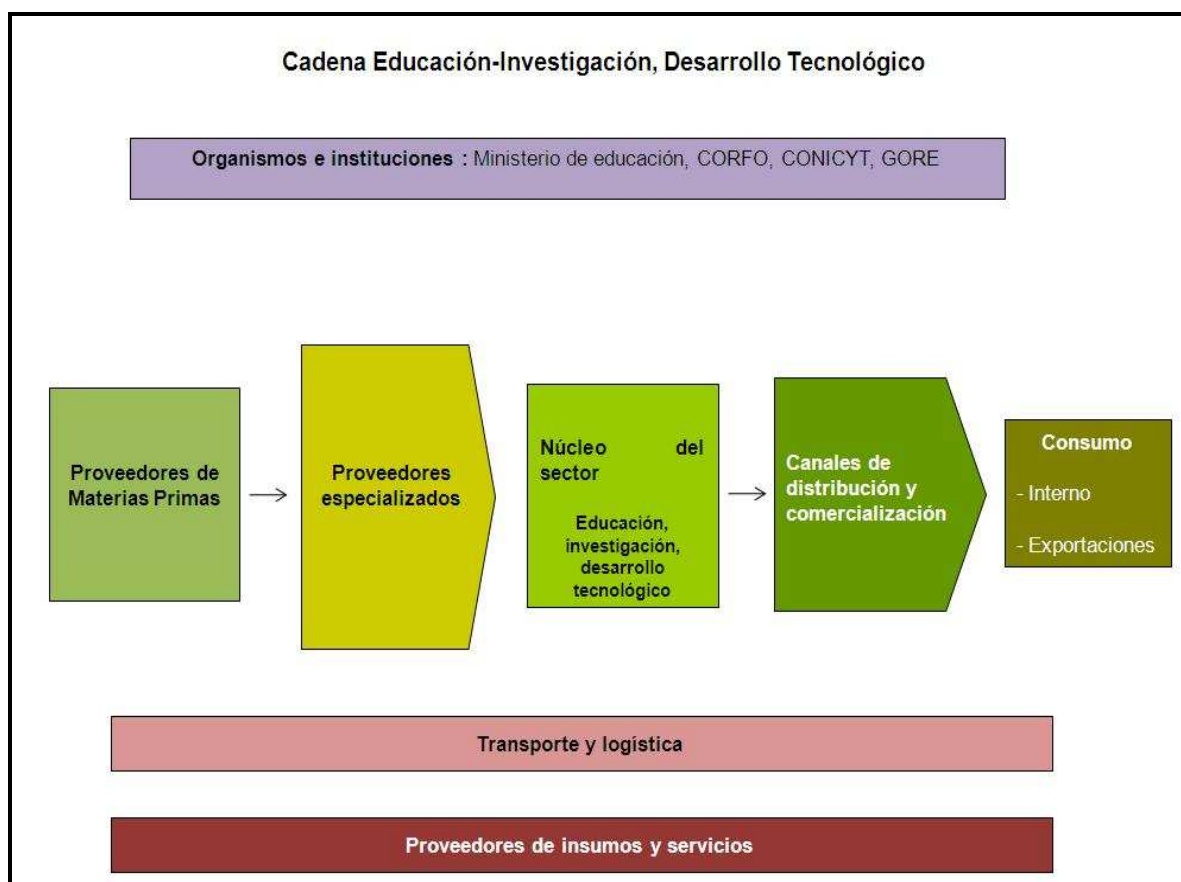 Cadena Educación-Investigación, Desarrollo Tecnológico
Organismos e instituciones : Ministerio de educación, CORFO, CONICYT, GORE
Proveedores de
Materias Primas
Proveedores
especializados
Núcleo del
sector
Educación,
investigación,
desarrollo
tecnológico
Canales de
distribución y
comercialización
Consumo
- Interno
- Exportaciones
Transporte y logística
Proveedores de insumos y servicios